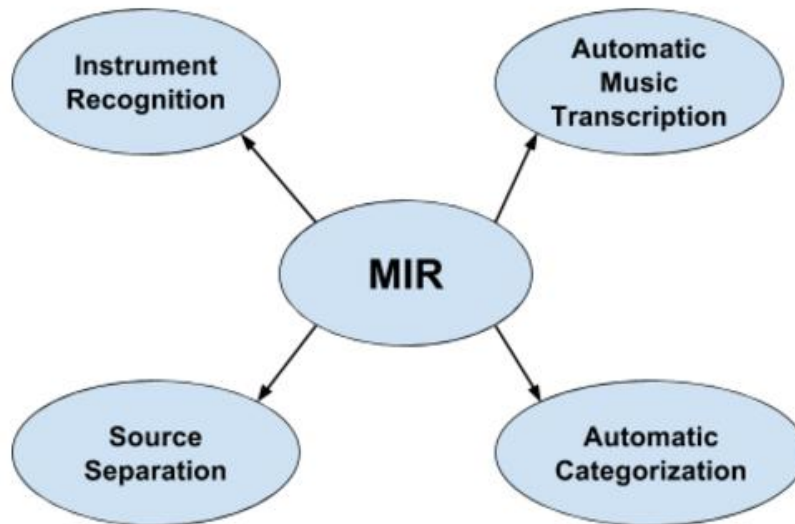 Instrument
Recognition
Automatic
Music
Transcription
MIR
Source
Separation
Automatic
Categorization